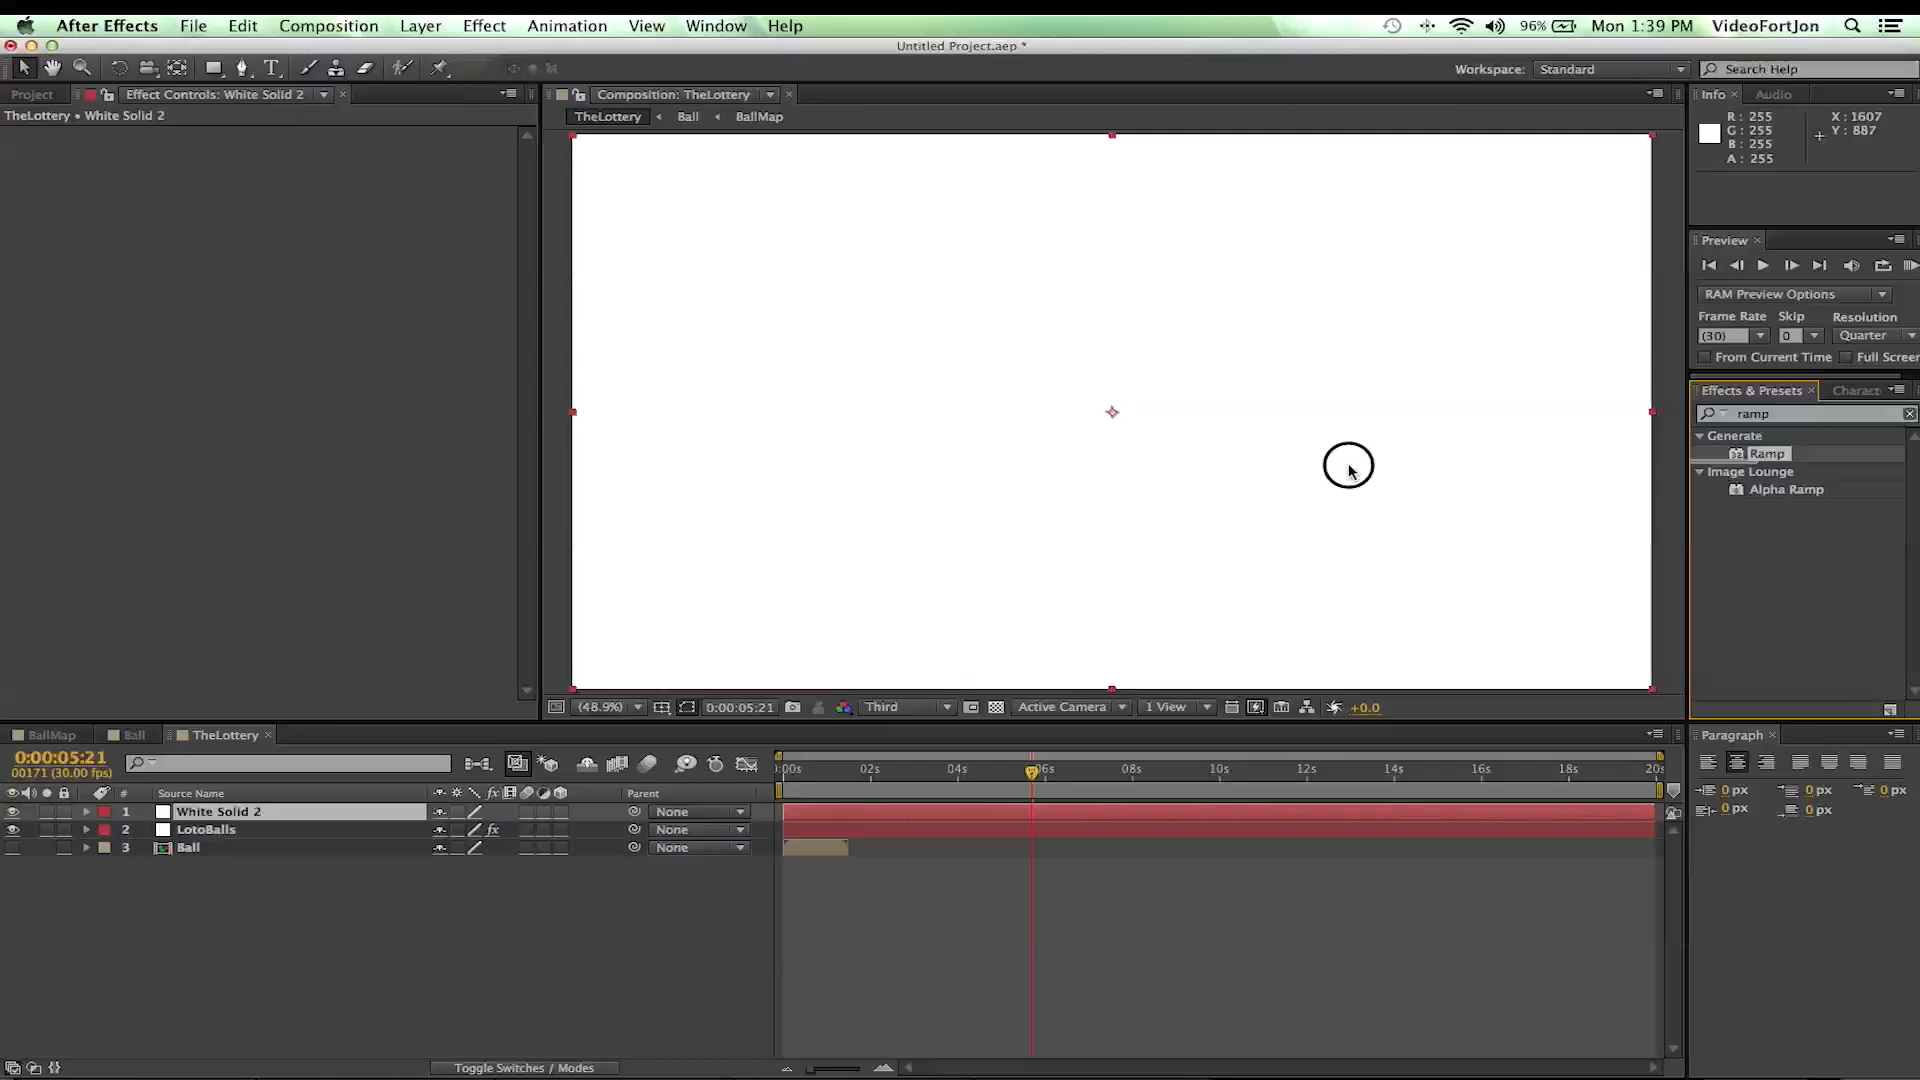 After Effects File Edit Composition Layer Effect Animation View Window Help 96% Mon 1:39 PM VideoFortJon
Untitled Project.aep *
Workspace: Standard Search Help
Project Effect Controls: White Solid 2 Composition: TheLottery Info Audio
TheLottery • White Solid 2
TheLottery Ball BallMap
R: 255
G: 255
B: 255
A: 255
X: 1607
Y: 887
Preview
RAM Preview Options
Frame Rate Skip Resolution
(30) 0 Quarter
From Current Time Full Screen
Effects & Presets Charact
ramp
Generate
32 Ramp
Image Lounge
Alpha Ramp
(48.9%) 0:00:05:21 Third Active Camera 1 View +0.0
BallMap Ball TheLottery Paragraph
0:00:05:21
00171 (30.00 fps)
):00s 02s 04s 06s 08s 10s 12s 14s 16s 18s 20s
# Source Name fx Parent
0 px 0 px 0 px
0 px 0 px
1 White Solid 2 None
2 LotoBalls fx None
3 Ball None
Toggle Switches / Modes